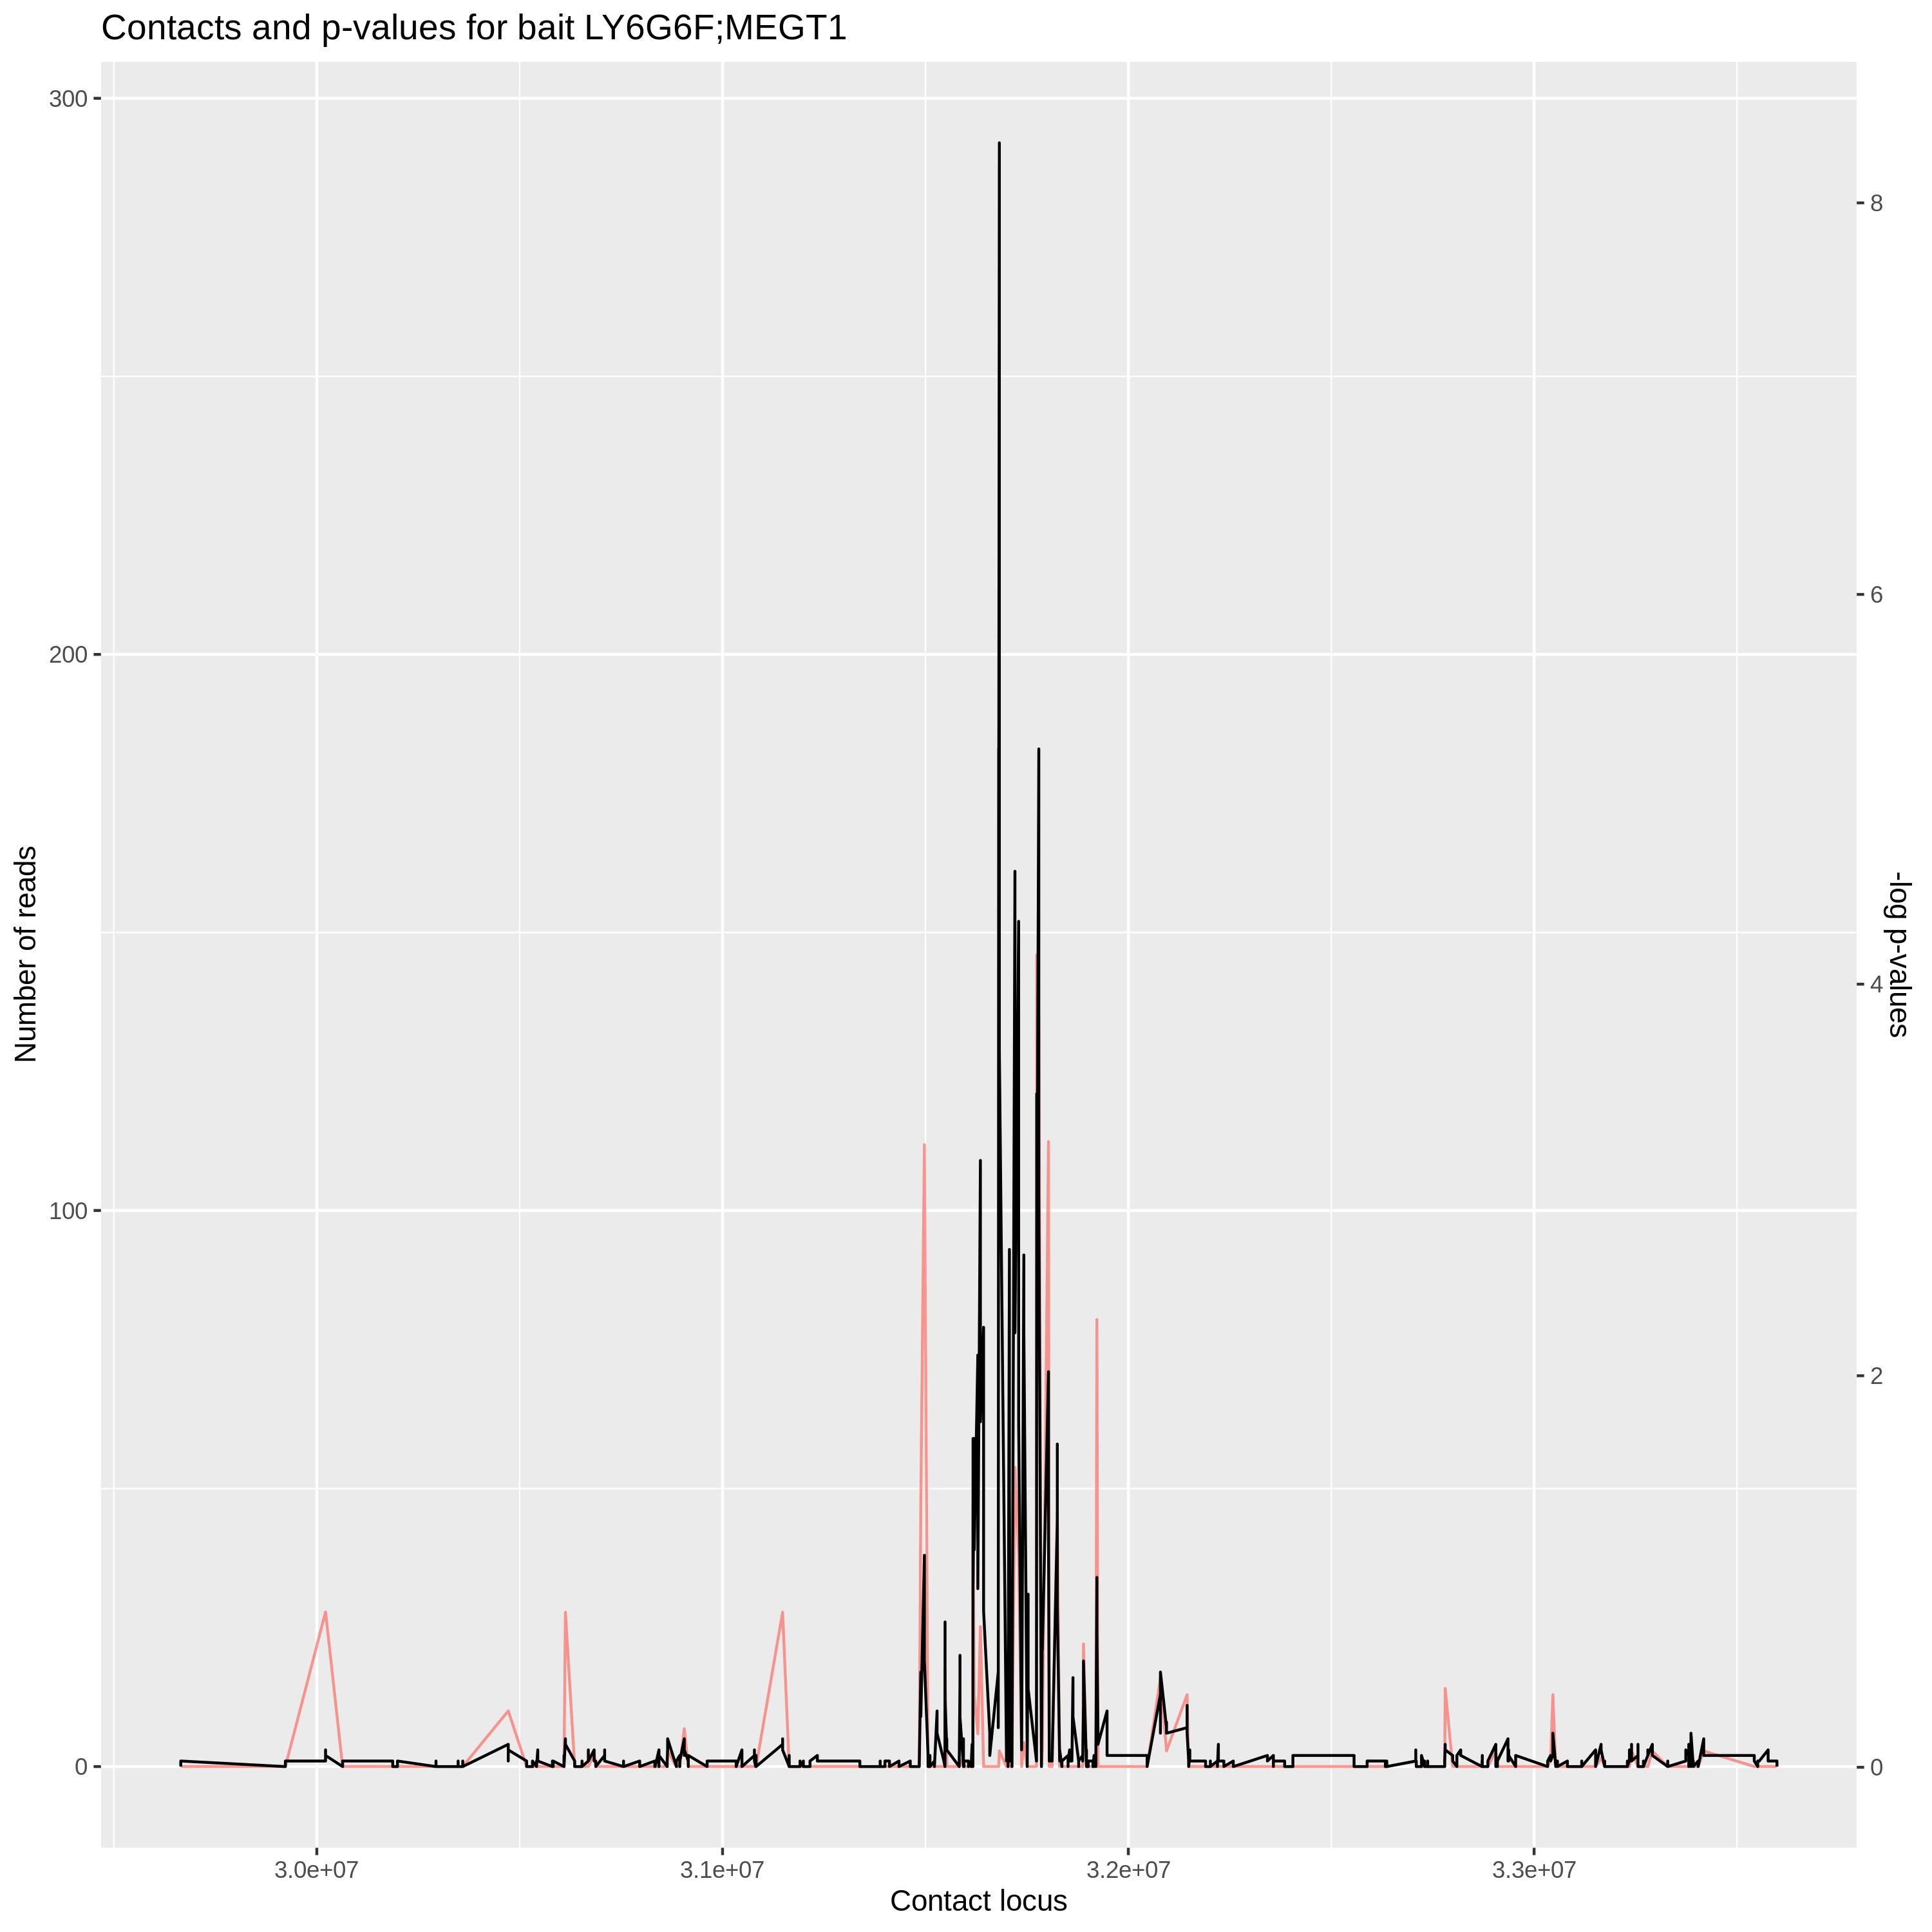 Contacts and p-values for bait LY6G6F;MEGT1
300
200
100
0
Number of reads
8
6
4
2
0
-log p-values
3.0e+07
3.1e+07
3.2e+07
3.3e+07
Contact locus